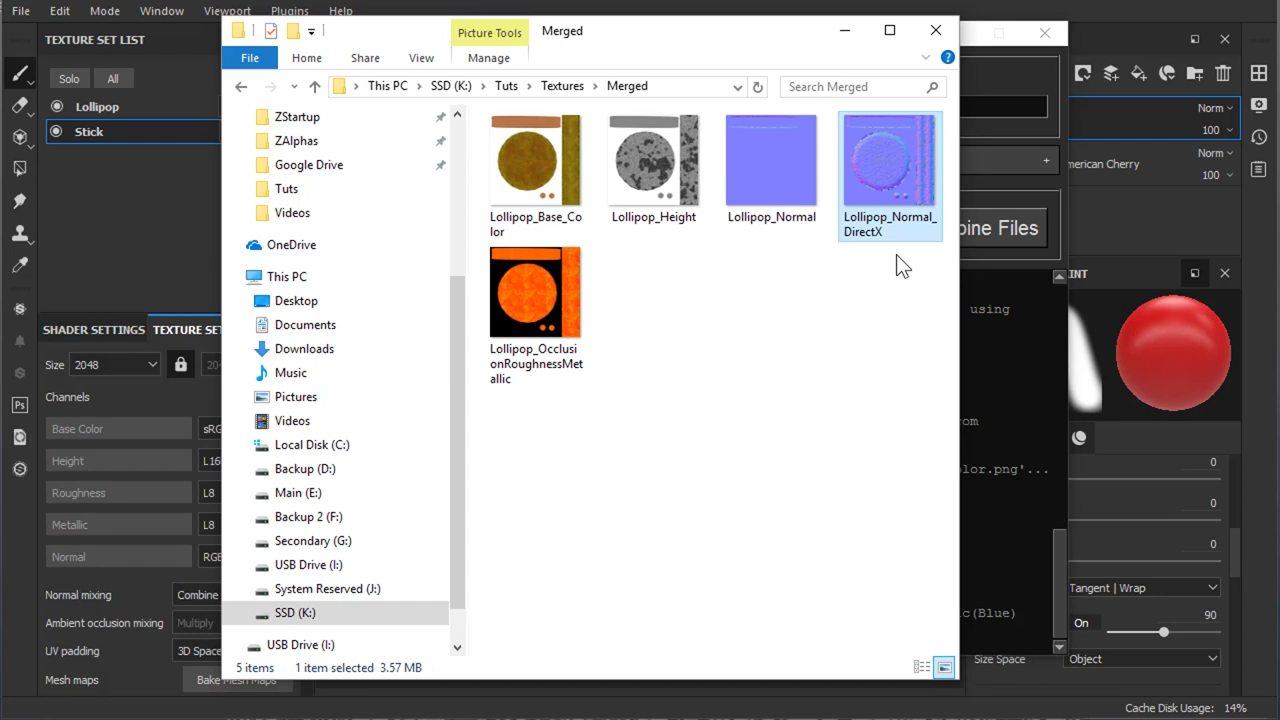 File Edit Mode Window Viewport Plugins Help
TEXTURE SET LIST
Solo All
Lollipop
Stick
SHADER SETTINGS TEXTURE SET
Size 2048
Channels
Base Color
Height L16
Roughness L8
Metallic L8
Normal RGB
Normal mixing Combine
Ambient occlusion mixing Multiply
UV padding 3D Space
Mesh maps Bake Mesh Maps
Picture Tools Merged
File Home Share View Manage
This PC SSD (K:) Tuts Textures Merged
Search Merged
ZStartup
ZAlphas
Google Drive
Tuts
Videos
OneDrive
This PC
Desktop
Documents
Downloads
Music
Pictures
Videos
Local Disk (C:)
Backup (D:)
Main (E:)
Backup 2 (F:)
Secondary (G:)
USB Drive (I:)
System Reserved (J:)
SSD (K:)
USB Drive (I:)
Lollipop_Base_Co
lor
Lollipop_Height
Lollipop_Normal
Lollipop_Normal_
DirectX
Lollipop_Occlusi
onRoughnessMet
allic
5 items 1 item selected 3.57 MB
bine Files
using
om
olor.png'...
ic(Blue)
Norm
100
merican Cherry
Norm
100
INT
0
0
0
Tangent | Wrap
On 90
Size Space Object
Cache Disk Usage: 14%